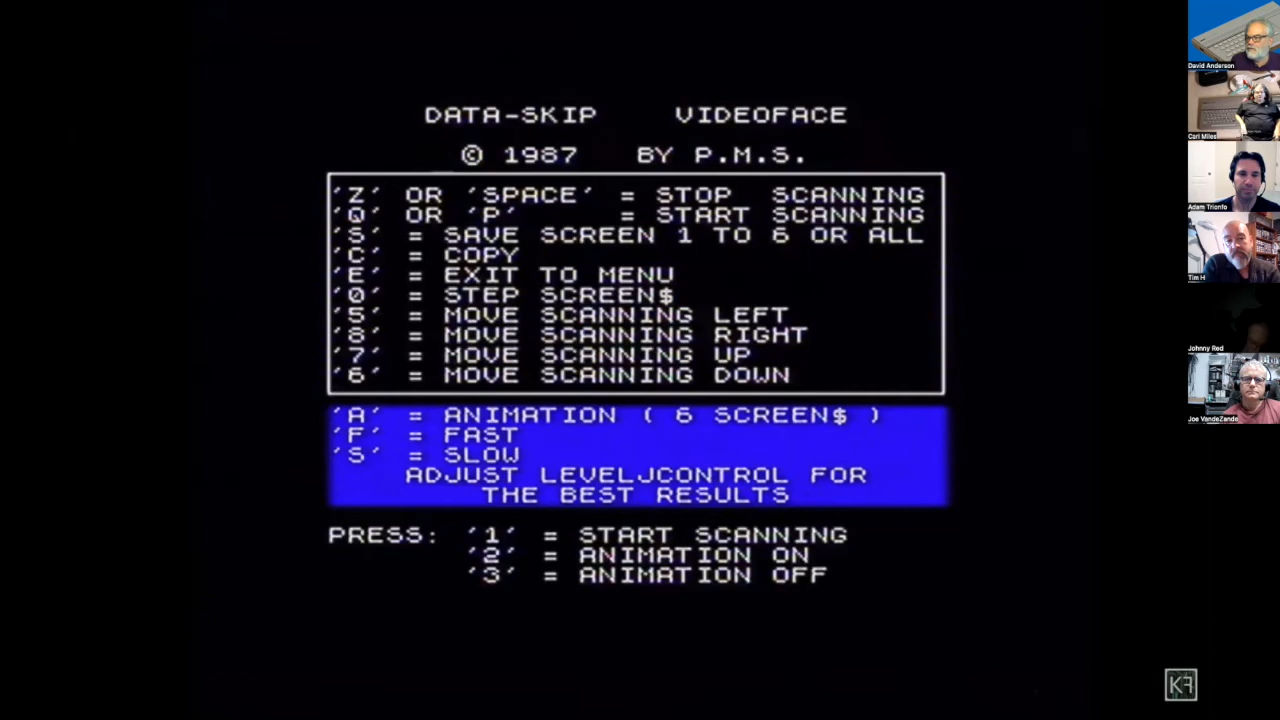 DATA-SKIP VIDEOFACE
© 1987 BY P.M.S.
'Z' OR 'SPACE' = STOP SCANNING
'Q' OR 'P' = START SCANNING
'S' = SAVE SCREEN 1 TO 6 OR ALL
'C' = COPY
'E' = EXIT TO MENU
'0' = STEP SCREEN$
'5' = MOVE SCANNING LEFT
'8' = MOVE SCANNING RIGHT
'7' = MOVE SCANNING UP
'6' = MOVE SCANNING DOWN
'A' = ANIMATION ( 6 SCREEN$ )
'F' = FAST
'S' = SLOW
ADJUST LEVELJCONTROL FOR
THE BEST RESULTS
PRESS: '1' = START SCANNING
'2' = ANIMATION ON
'3' = ANIMATION OFF
David Anderson
Carl Miles
Adam Trionfo
Tim H
Johnny Red
Joe VandeZande
KF